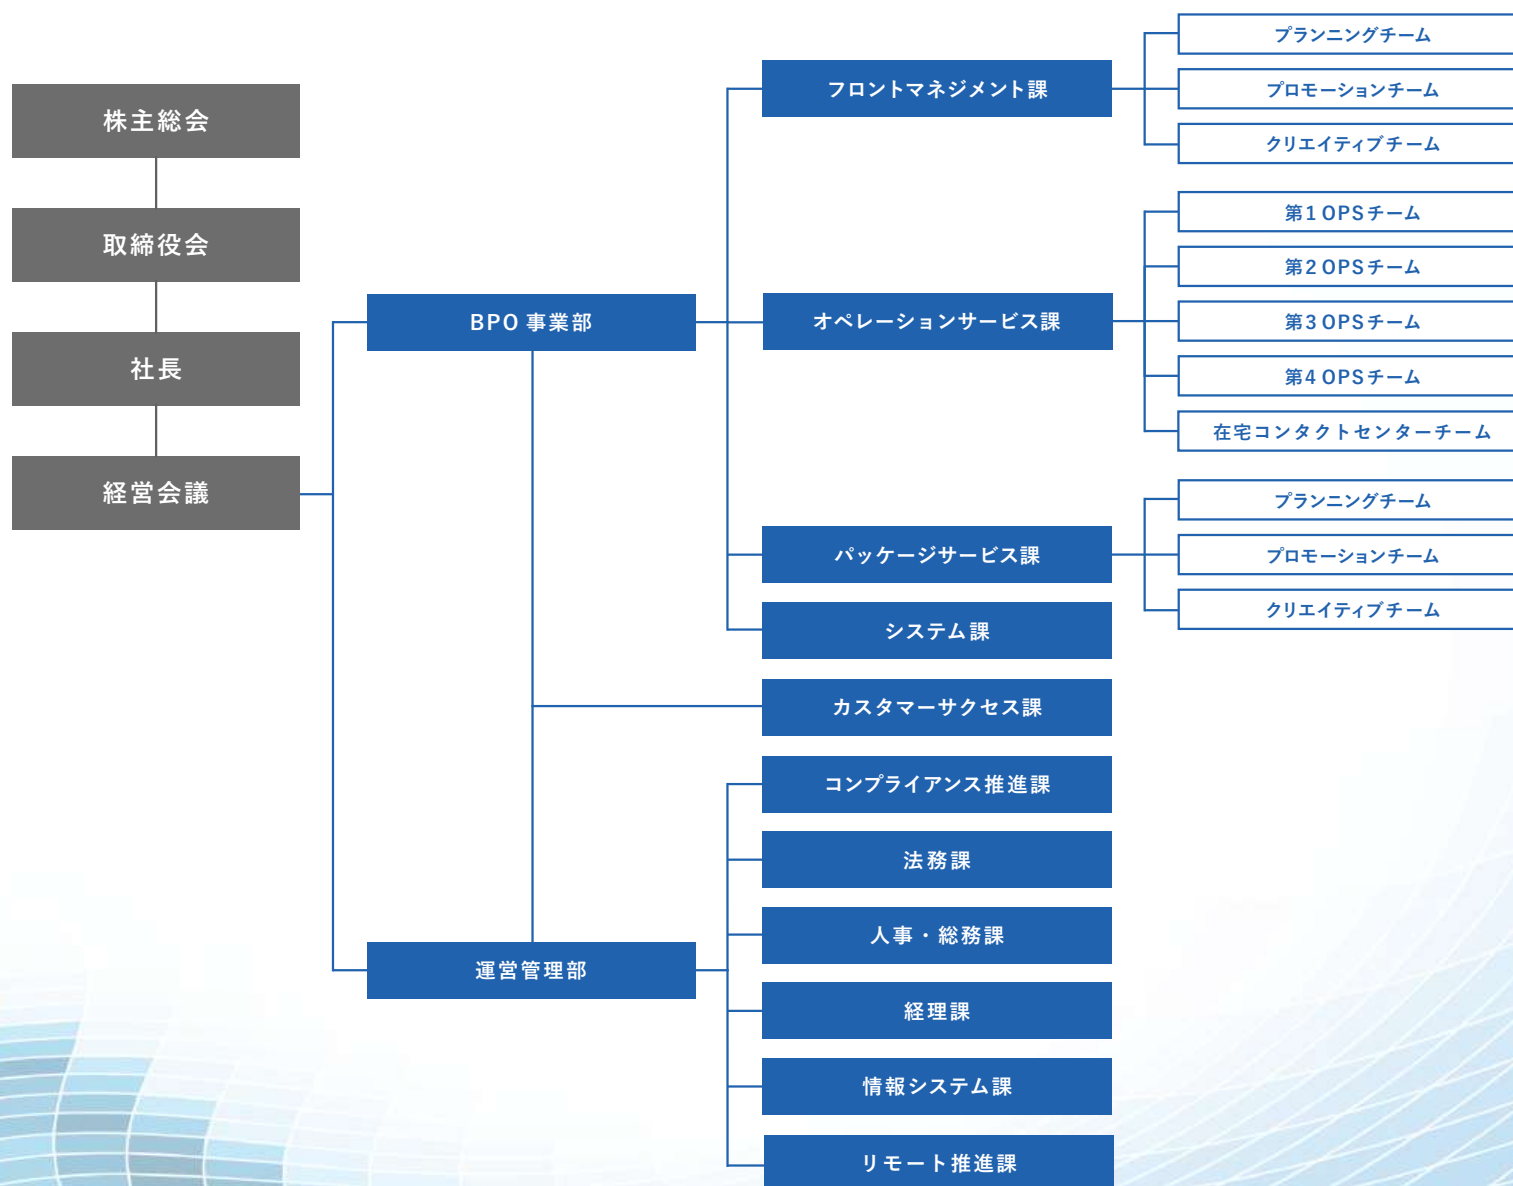 株主総会
取締役会
社長
経営会議
BPO 事業部
運営管理部
フロントマネジメント課
オペレーションサービス課
パッケージサービス課
システム課
カスタマーサクセス課
コンプライアンス推進課
法務課
人事・総務課
経理課
情報システム課
リモート推進課
プランニングチーム
プロモーションチーム
クリエイティブチーム
第1 OPSチーム
第2 OPSチーム
第3 OPSチーム
第4 OPSチーム
在宅コンタクトセンターチーム
プランニングチーム
プロモーションチーム
クリエイティブチーム